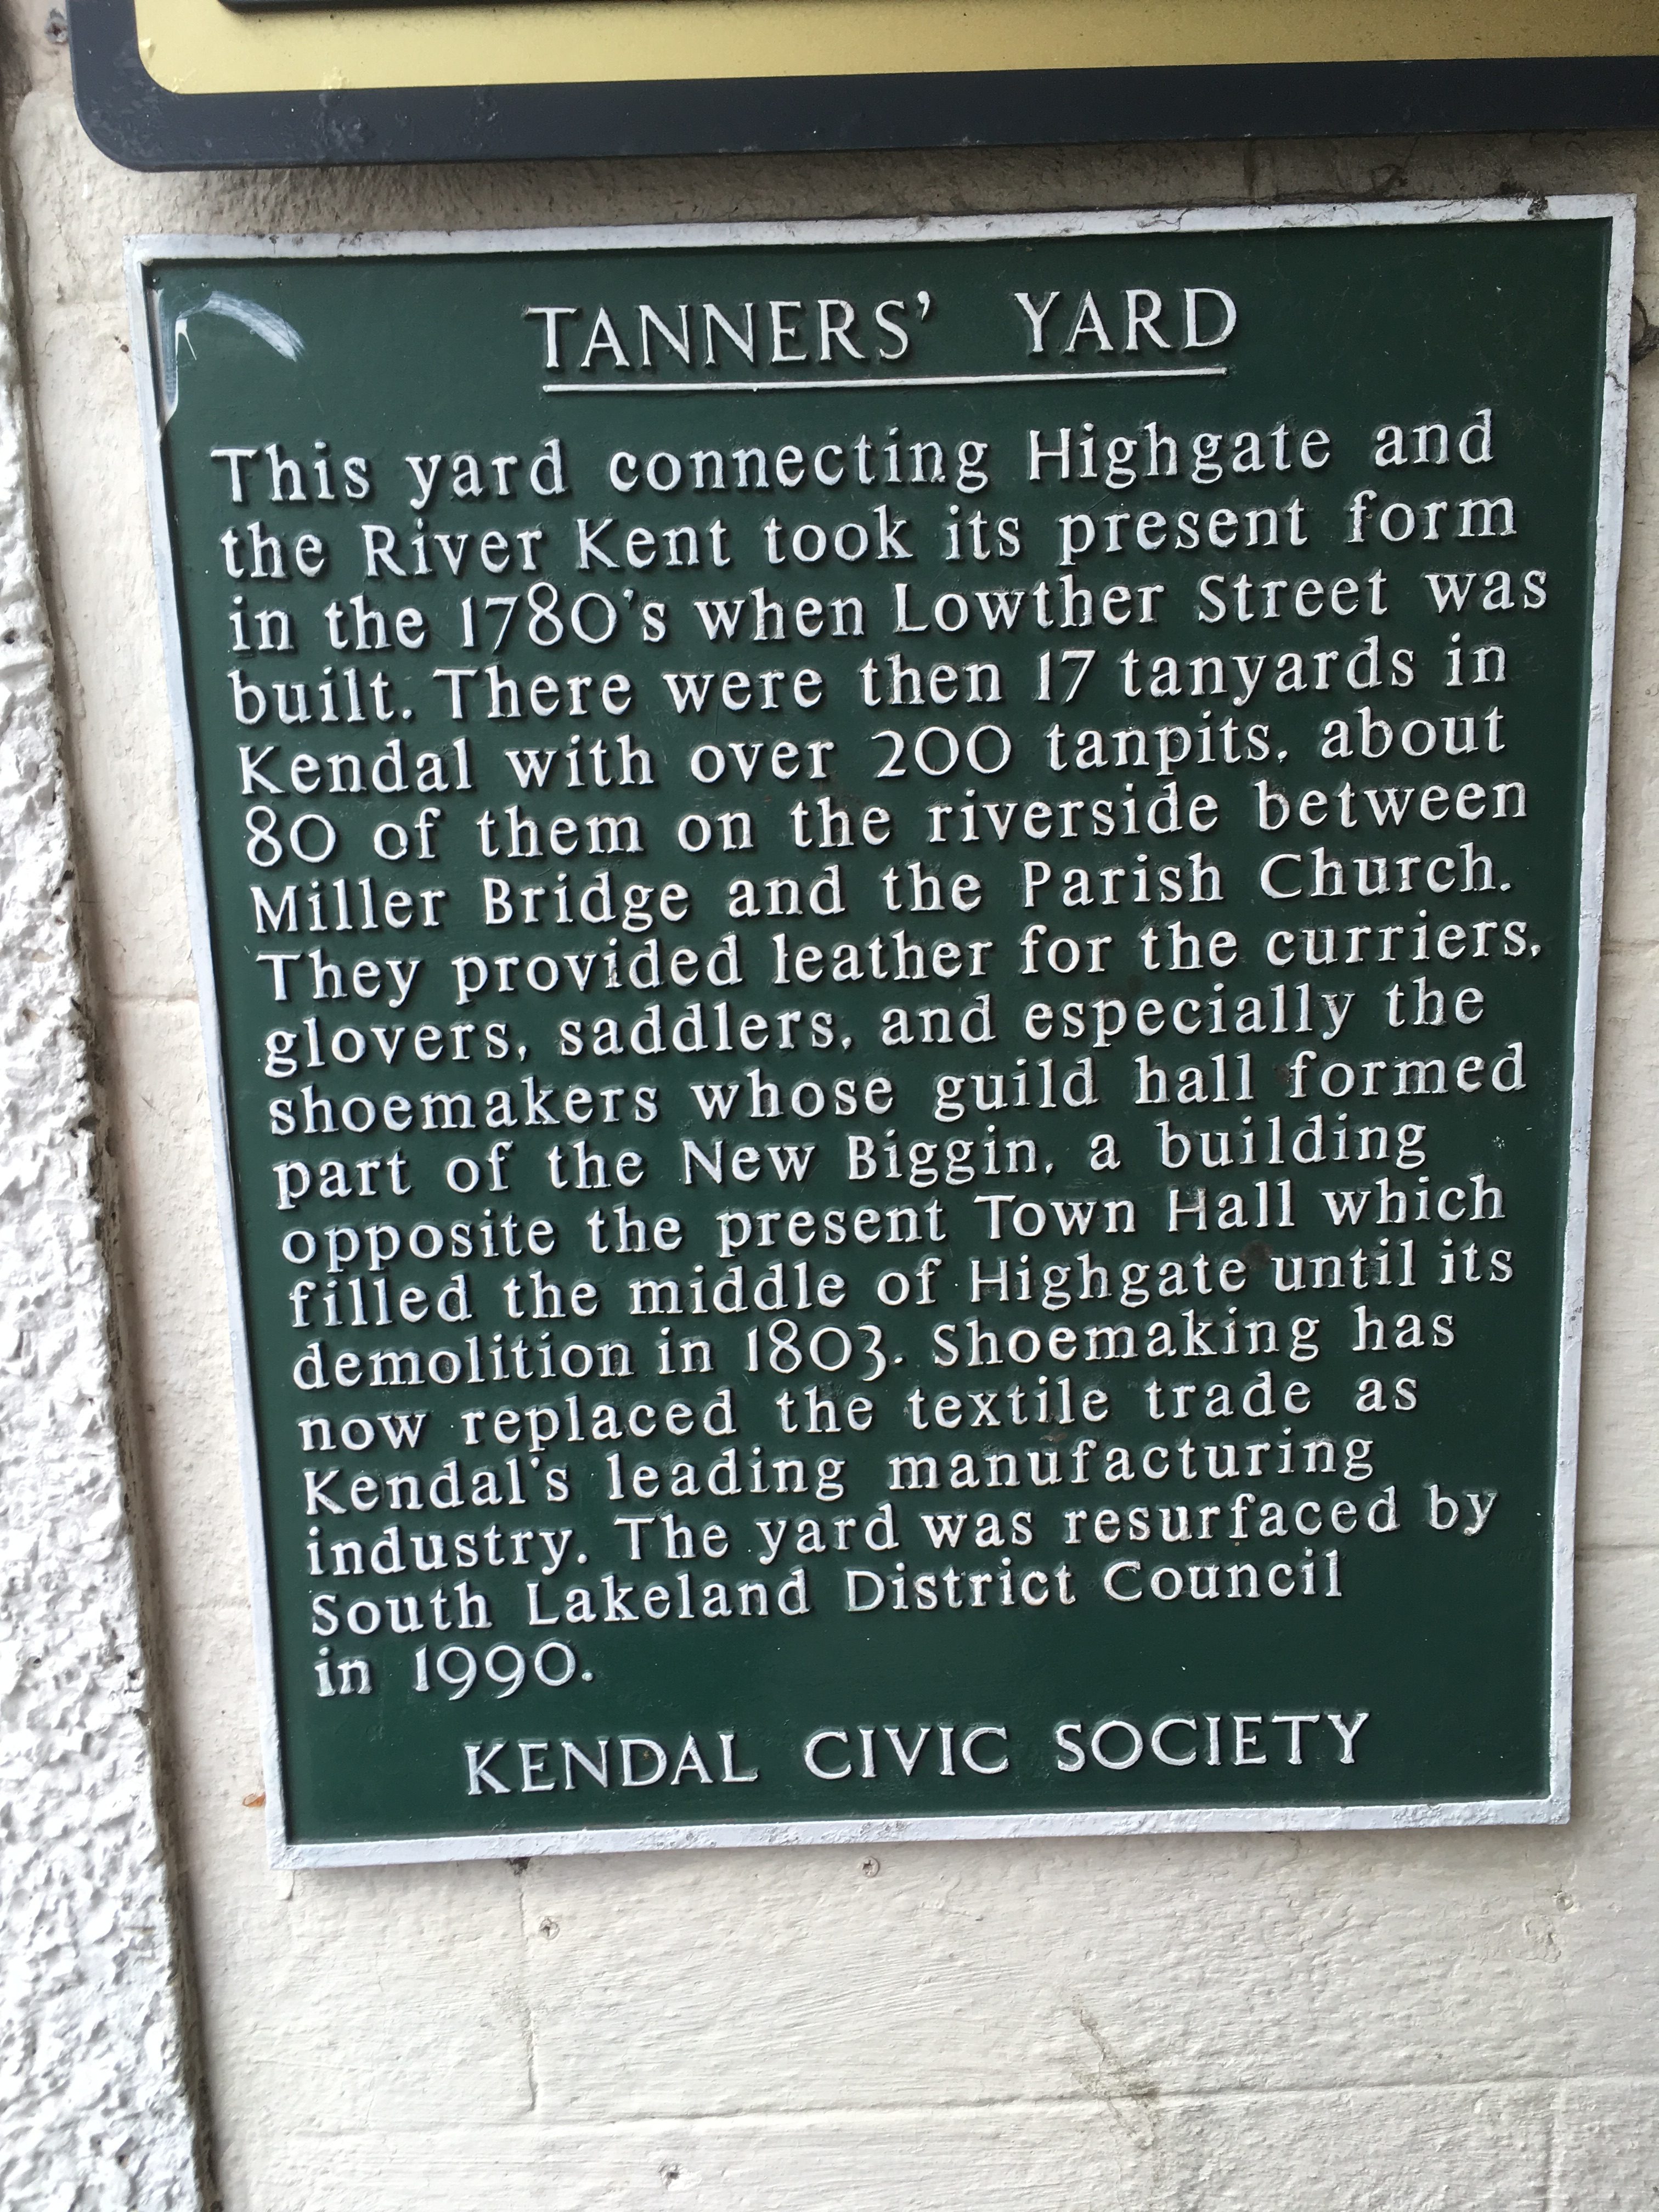 TANNERS' YARD
This yard connecting Highgate and
the River Kent took its present form
in the 1780's when Lowther Street was
built. There were then 17 tanyards in
Kendal with over 200 tanpits, about
80 of them on the riverside between
Miller Bridge and the Parish Church.
They provided leather for the curriers,
glovers, saddlers, and especially the
shoemakers whose guild hall formed
part of the New Biggin, a building
opposite the present Town Hall which
filled the middle of Highgate until its
demolition in 1803. Shoemaking has
now replaced the textile trade as
Kendal's leading manufacturing
industry. The yard was resurfaced by
South Lakeland District Council
in 1990.
KENDAL CIVIC SOCIETY